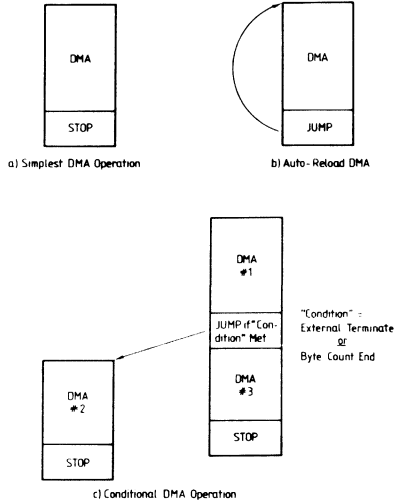 DMA
STOP
a) Simplest DMA Operation
DMA
JUMP
b) Auto-Reload DMA
DMA
#1
JUMP if "Con-
dition" Met
DMA
#3
STOP
"Condition" =
External Terminate
or
Byte Count End
DMA
#2
STOP
c) Conditional DMA Operation